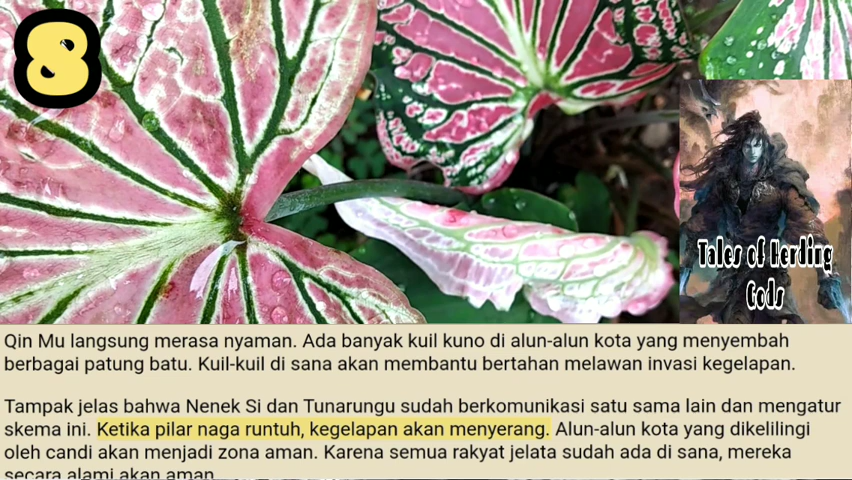 8
Tales of Herding
Gods
Qin Mu langsung merasa nyaman. Ada banyak kuil kuno di alun-alun kota yang menyembah
berbagai patung batu. Kuil-kuil di sana akan membantu bertahan melawan invasi kegelapan.
Tampak jelas bahwa Nenek Si dan Tunarungu sudah berkomunikasi satu sama lain dan mengatur
skema ini. Ketika pilar naga runtuh, kegelapan akan menyerang. Alun-alun kota yang dikelilingi
oleh candi akan menjadi zona aman. Karena semua rakyat jelata sudah ada di sana, mereka
secara alami akan aman.